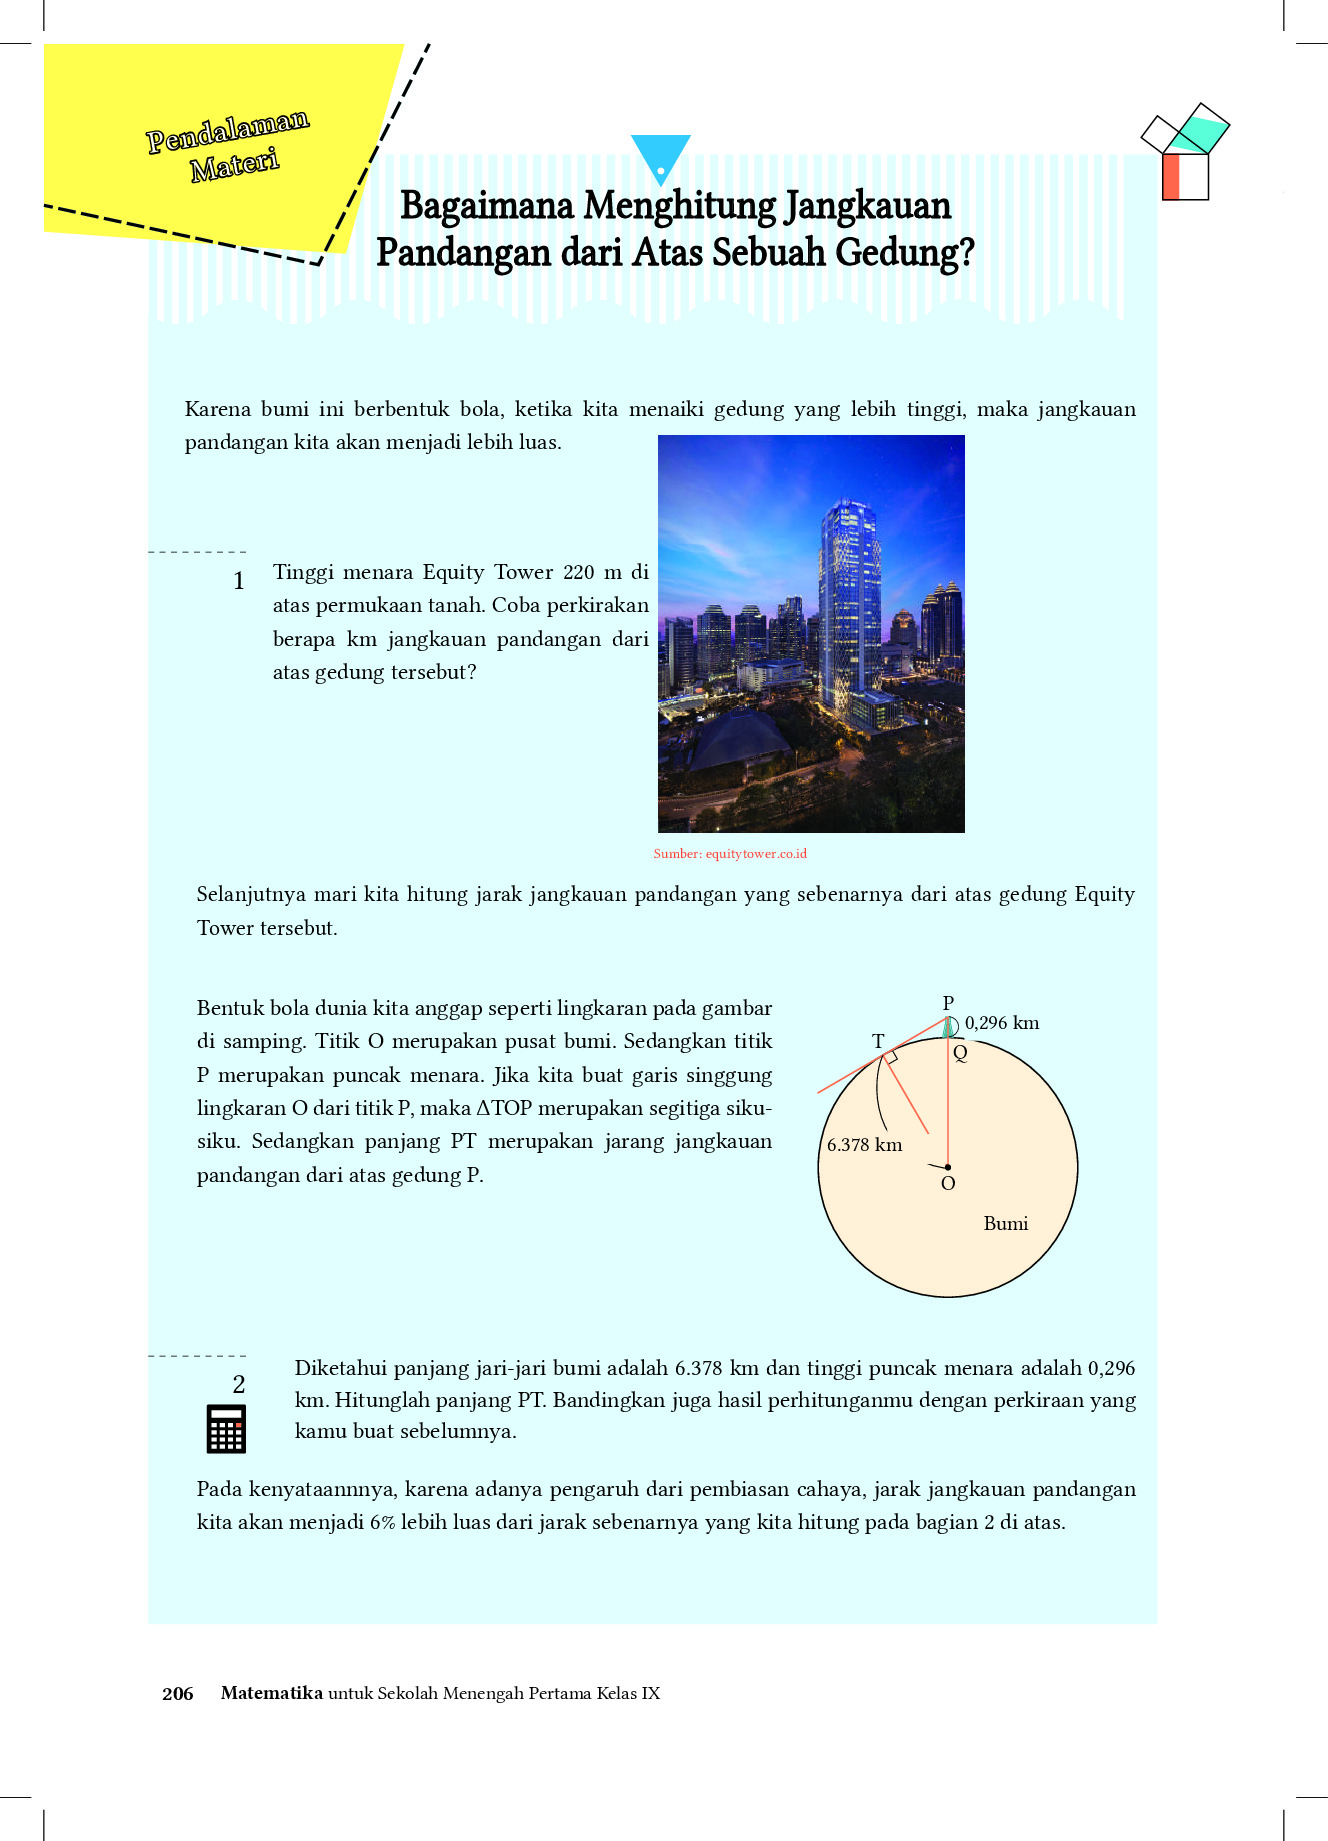 Pendalaman
Materi
Bagaimana Menghitung Jangkauan
Pandangan dari Atas Sebuah Gedung?
Karena bumi ini berbentuk bola, ketika kita menaiki gedung yang lebih tinggi, maka jangkauan
pandangan kita akan menjadi lebih luas.
1
Tinggi menara Equity Tower 220 m di
atas permukaan tanah. Coba perkirakan
berapa km jangkauan pandangan dari
atas gedung tersebut?
Sumber: equitytower.co.id
Selanjutnya mari kita hitung jarak jangkauan pandangan yang sebenarnya dari atas gedung Equity
Tower tersebut.
Bentuk bola dunia kita anggap seperti lingkaran pada gambar
di samping. Titik O merupakan pusat bumi. Sedangkan titik
P merupakan puncak menara. Jika kita buat garis singgung
lingkaran O dari titik P, maka ΔTOP merupakan segitiga siku-
siku. Sedangkan panjang PT merupakan jarang jangkauan
pandangan dari atas gedung P.
P
0,296 km
T
Q
6.378 km
O
Bumi
2
Diketahui panjang jari-jari bumi adalah 6.378 km dan tinggi puncak menara adalah 0,296
km. Hitunglah panjang PT. Bandingkan juga hasil perhitunganmu dengan perkiraan yang
kamu buat sebelumnya.
Pada kenyataannnya, karena adanya pengaruh dari pembiasan cahaya, jarak jangkauan pandangan
kita akan menjadi 6% lebih luas dari jarak sebenarnya yang kita hitung pada bagian 2 di atas.
206 Matematika untuk Sekolah Menengah Pertama Kelas IX